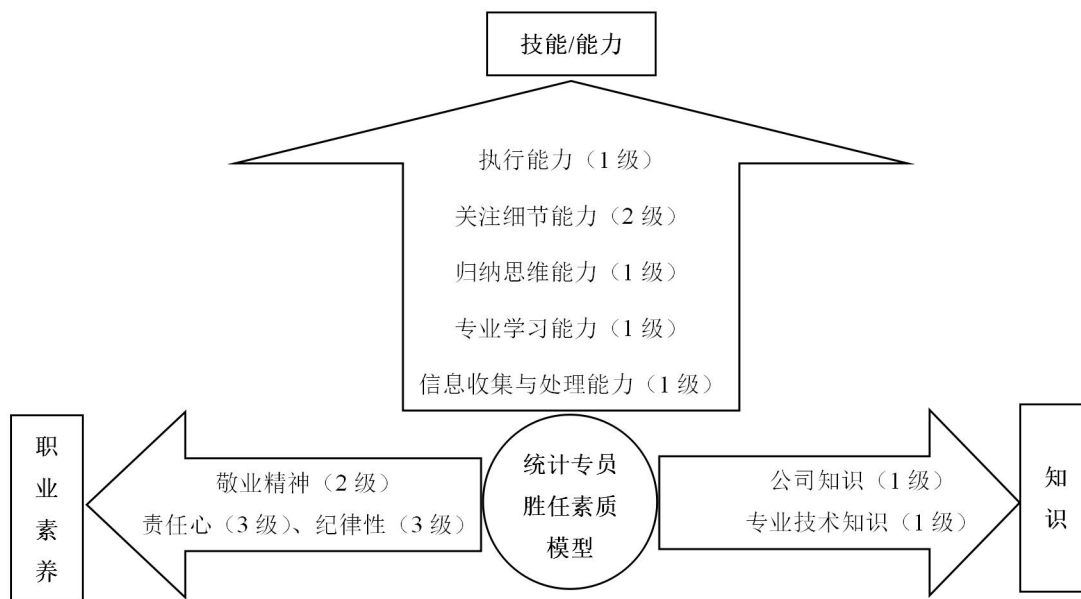 技能/能力
执行能力（1 级）
关注细节能力（2 级）
归纳思维能力（1 级）
专业学习能力（1 级）
信息收集与处理能力（1 级）
职业素养
敬业精神（2 级）
责任心（3 级）、纪律性（3 级）
统计专员
胜任素质
模型
公司知识（1 级）
专业技术知识（1 级）
知识